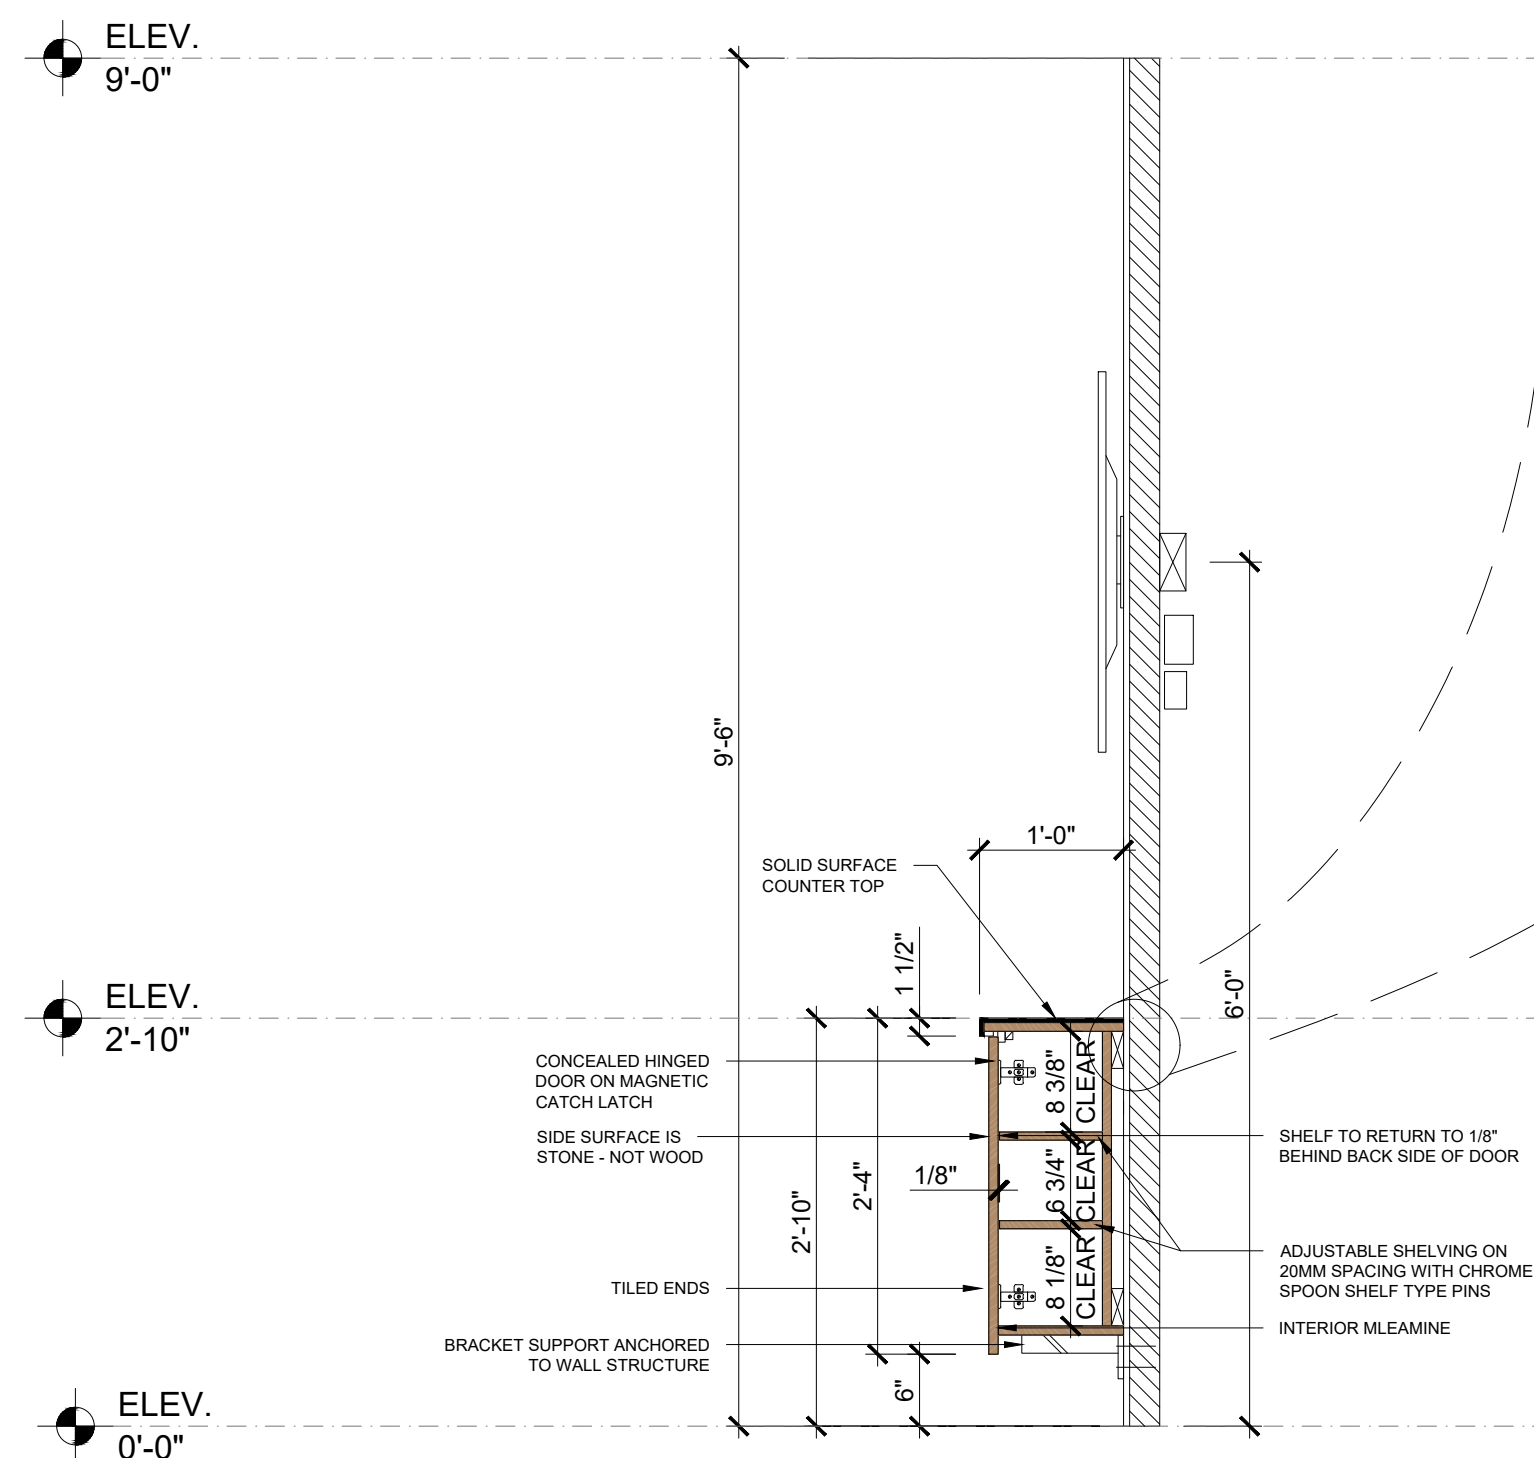 ELEV.
9'-0"
9'-6"
1'-0"
SOLID SURFACE
COUNTER TOP
1 1/2"
6'-0"
ELEV.
2'-10"
CONCEALED HINGED
DOOR ON MAGNETIC
CATCH LATCH
8 3/8"
CLEAR
SIDE SURFACE IS
STONE - NOT WOOD
SHELF TO RETURN TO 1/8"
BEHIND BACK SIDE OF DOOR
1/8"
6 3/4"
CLEAR
2'-4"
2'-10"
ADJUSTABLE SHELVING ON
20MM SPACING WITH CHROME
SPOON SHELF TYPE PINS
8 1/8"
CLEAR
TILED ENDS
INTERIOR MLEAMINE
BRACKET SUPPORT ANCHORED
TO WALL STRUCTURE
6"
ELEV.
0'-0"